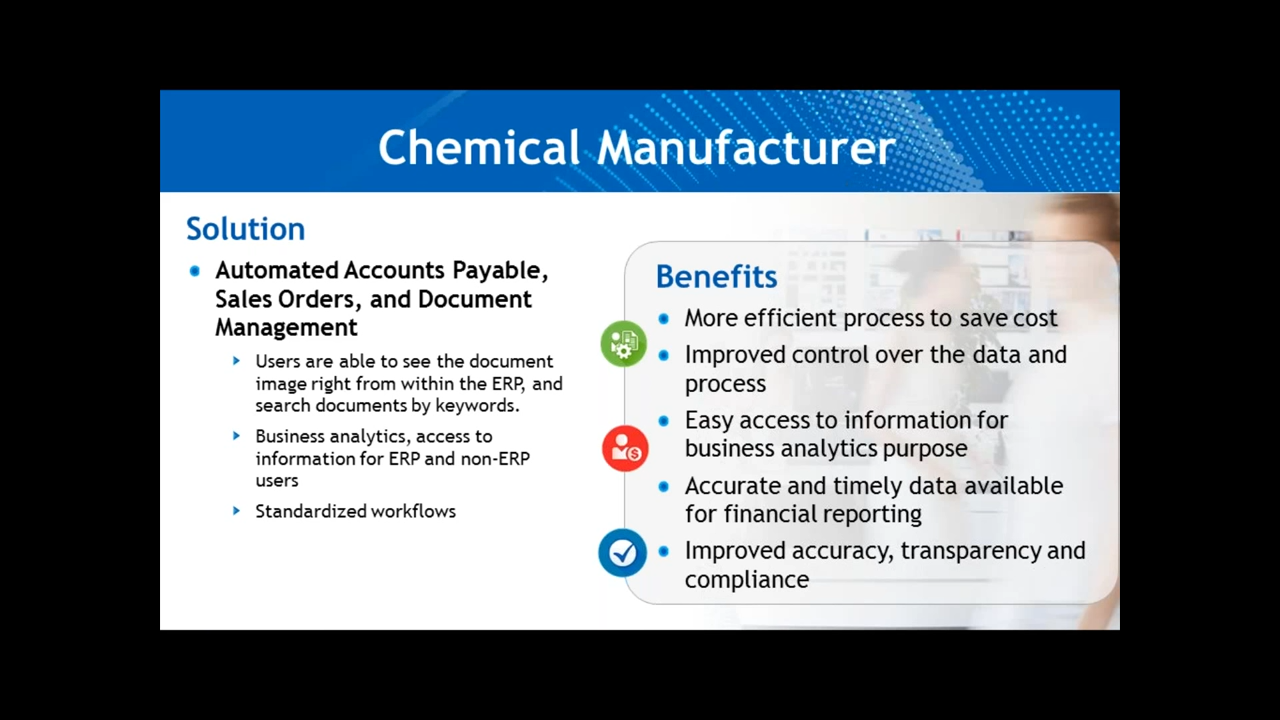 Chemical Manufacturer
Solution
Automated Accounts Payable,
Sales Orders, and Document
Management
Users are able to see the document
image right from within the ERP, and
search documents by keywords.
Business analytics, access to
information for ERP and non-ERP
users
Standardized workflows
Benefits
More efficient process to save cost
Improved control over the data and
process
Easy access to information for
business analytics purpose
Accurate and timely data available
for financial reporting
Improved accuracy, transparency and
compliance